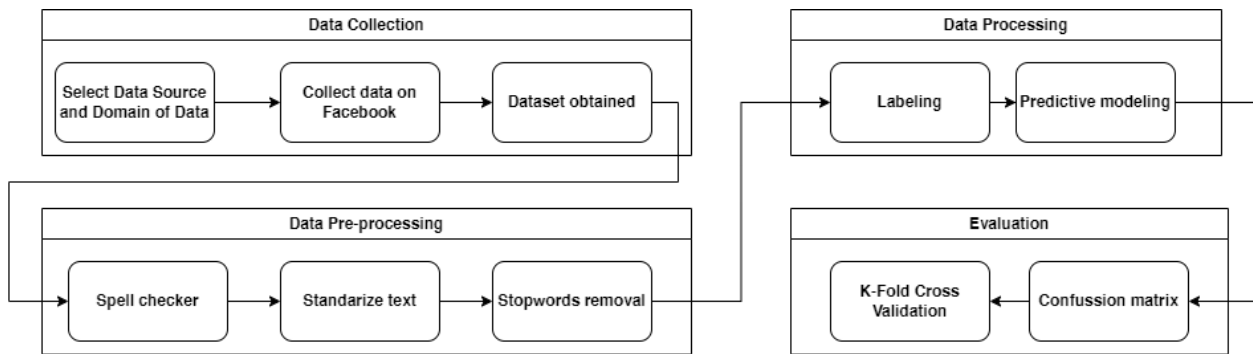 Data Collection
Select Data Source
and Domain of Data
Collect data on
Facebook
Dataset obtained
Data Pre-processing
Spell checker
Standarize text
Stopwords removal
Data Processing
Labeling
Predictive modeling
Evaluation
Confussion matrix
K-Fold Cross
Validation